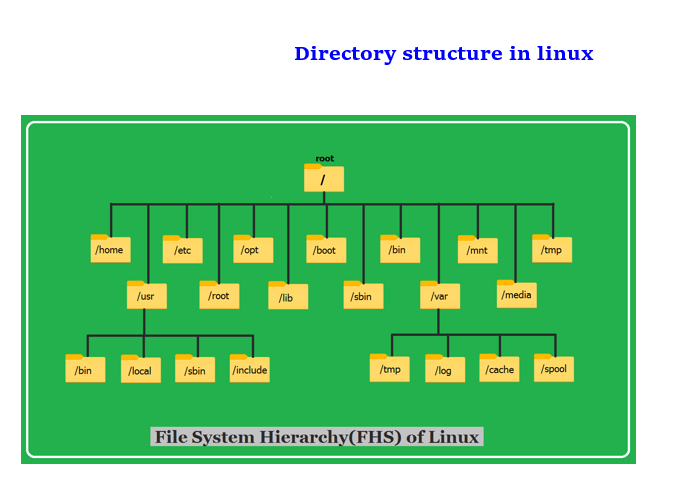 Directory structure in linux
root
/
/home /etc /opt /boot /bin /mnt /tmp
/usr /root /lib /sbin /var /media
/bin /local /sbin /include /tmp /log /cache /spool
File System Hierarchy(FHS) of Linux